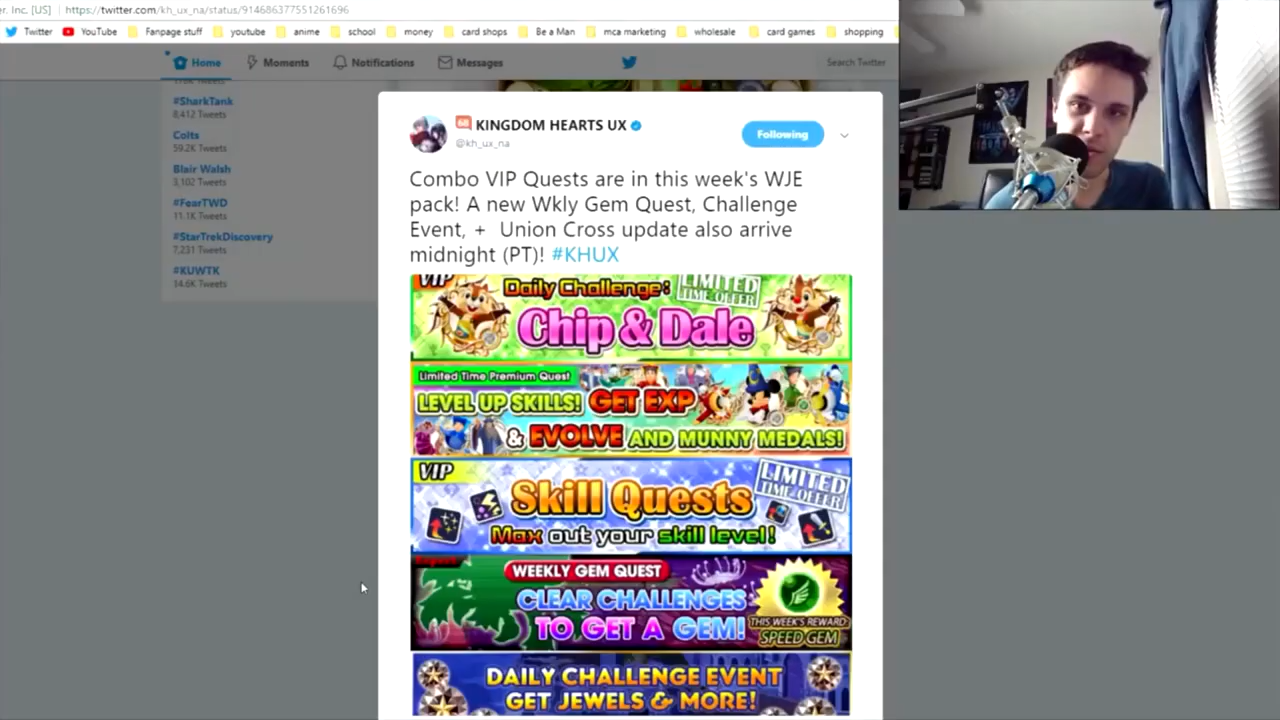 er, Inc. [US] | https://twitter.com/kh_ux_na/status/914686377551261696
Twitter YouTube Fanpage stuff youtube anime school money card shops Be a Man mca marketing wholesale card games shopping
Home Moments Notifications Messages Search Twitter
#SharkTank
8,412 Tweets
Colts
59.2K Tweets
Blair Walsh
3,102 Tweets
#FearTWD
11.1K Tweets
#StarTrekDiscovery
7,231 Tweets
#KUWTK
34.6K Tweets
KINGDOM HEARTS UX
@kh_ux_na
Following
Combo VIP Quests are in this week's WJE
pack! A new Wkly Gem Quest, Challenge
Event, + Union Cross update also arrive
midnight (PT)! #KHUX
VIP Daily Challenge: LIMITED
TIME OFFER
Chip & Dale
Limited Time Premium Quest
LEVEL UP SKILLS! GET EXP
& EVOLVE AND MUNNY MEDALS!
VIP
LIMITED
TIME OFFER
Skill Quests
Max out your skill level!
WEEKLY GEM QUEST
CLEAR CHALLENGES
TO GET A GEM!
THIS WEEK'S REWARD:
SPEED GEM
DAILY CHALLENGE EVENT
GET JEWELS & MORE!